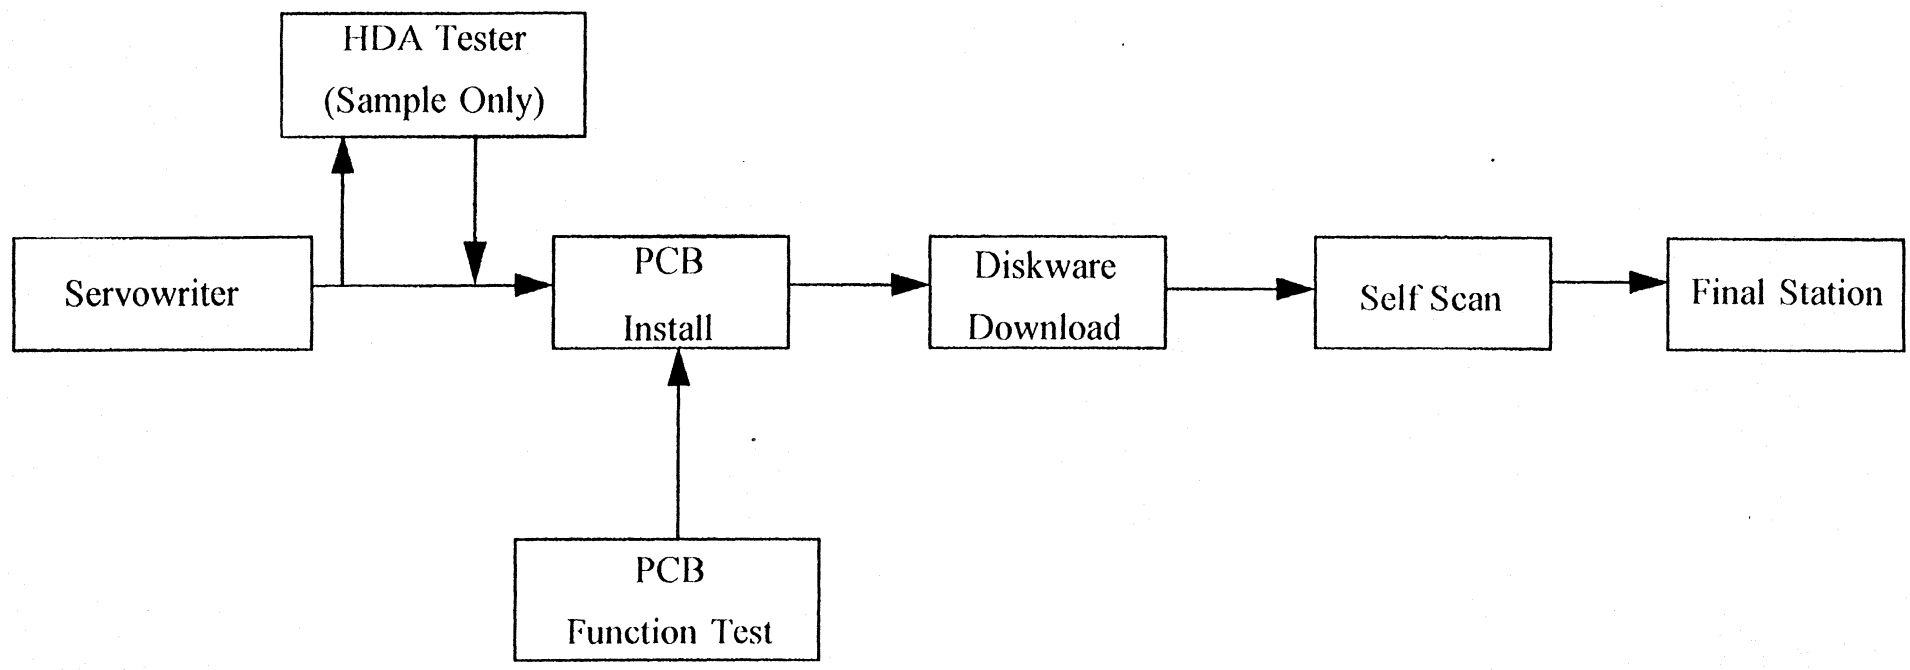 HDA Tester
(Sample Only)
Servowriter
PCB
Install
Diskware
Download
Self Scan
Final Station
PCB
Function Test